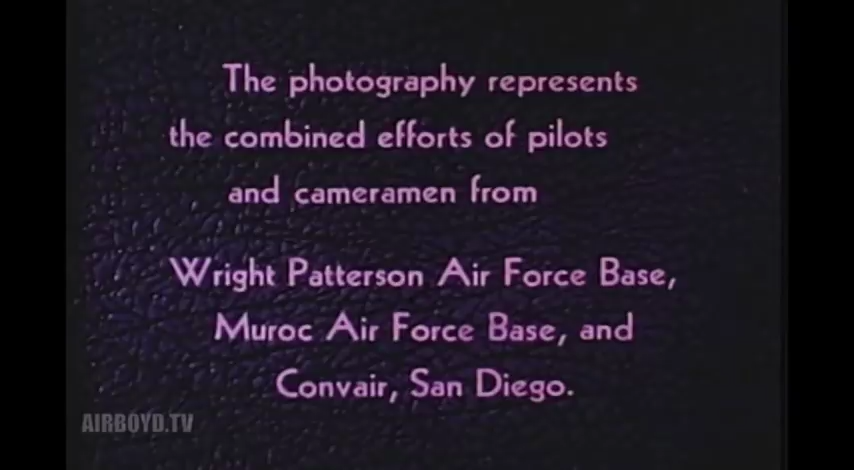 The photography represents
the combined efforts of pilots
and cameramen from
Wright Patterson Air Force Base,
Muroc Air Force Base, and
Convair, San Diego.
AIRBOYD.TV